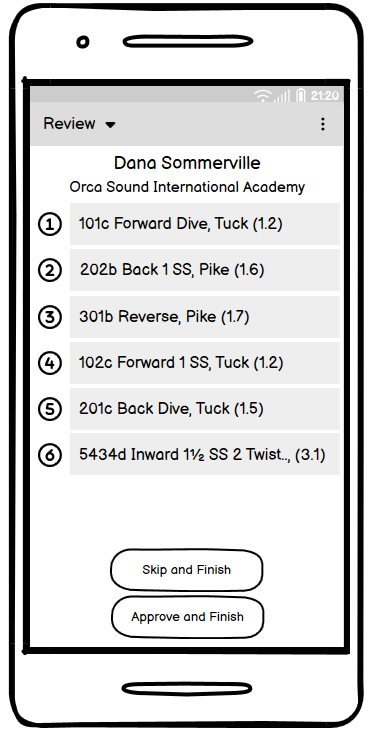 21:20
Review
Dana Sommerville
Orca Sound International Academy
1 101c Forward Dive, Tuck (1.2)
2 202b Back 1 SS, Pike (1.6)
3 301b Reverse, Pike (1.7)
4 102c Forward 1 SS, Tuck (1.2)
5 201c Back Dive, Tuck (1.5)
6 5434d Inward 1½ SS 2 Twist.., (3.1)
Skip and Finish
Approve and Finish